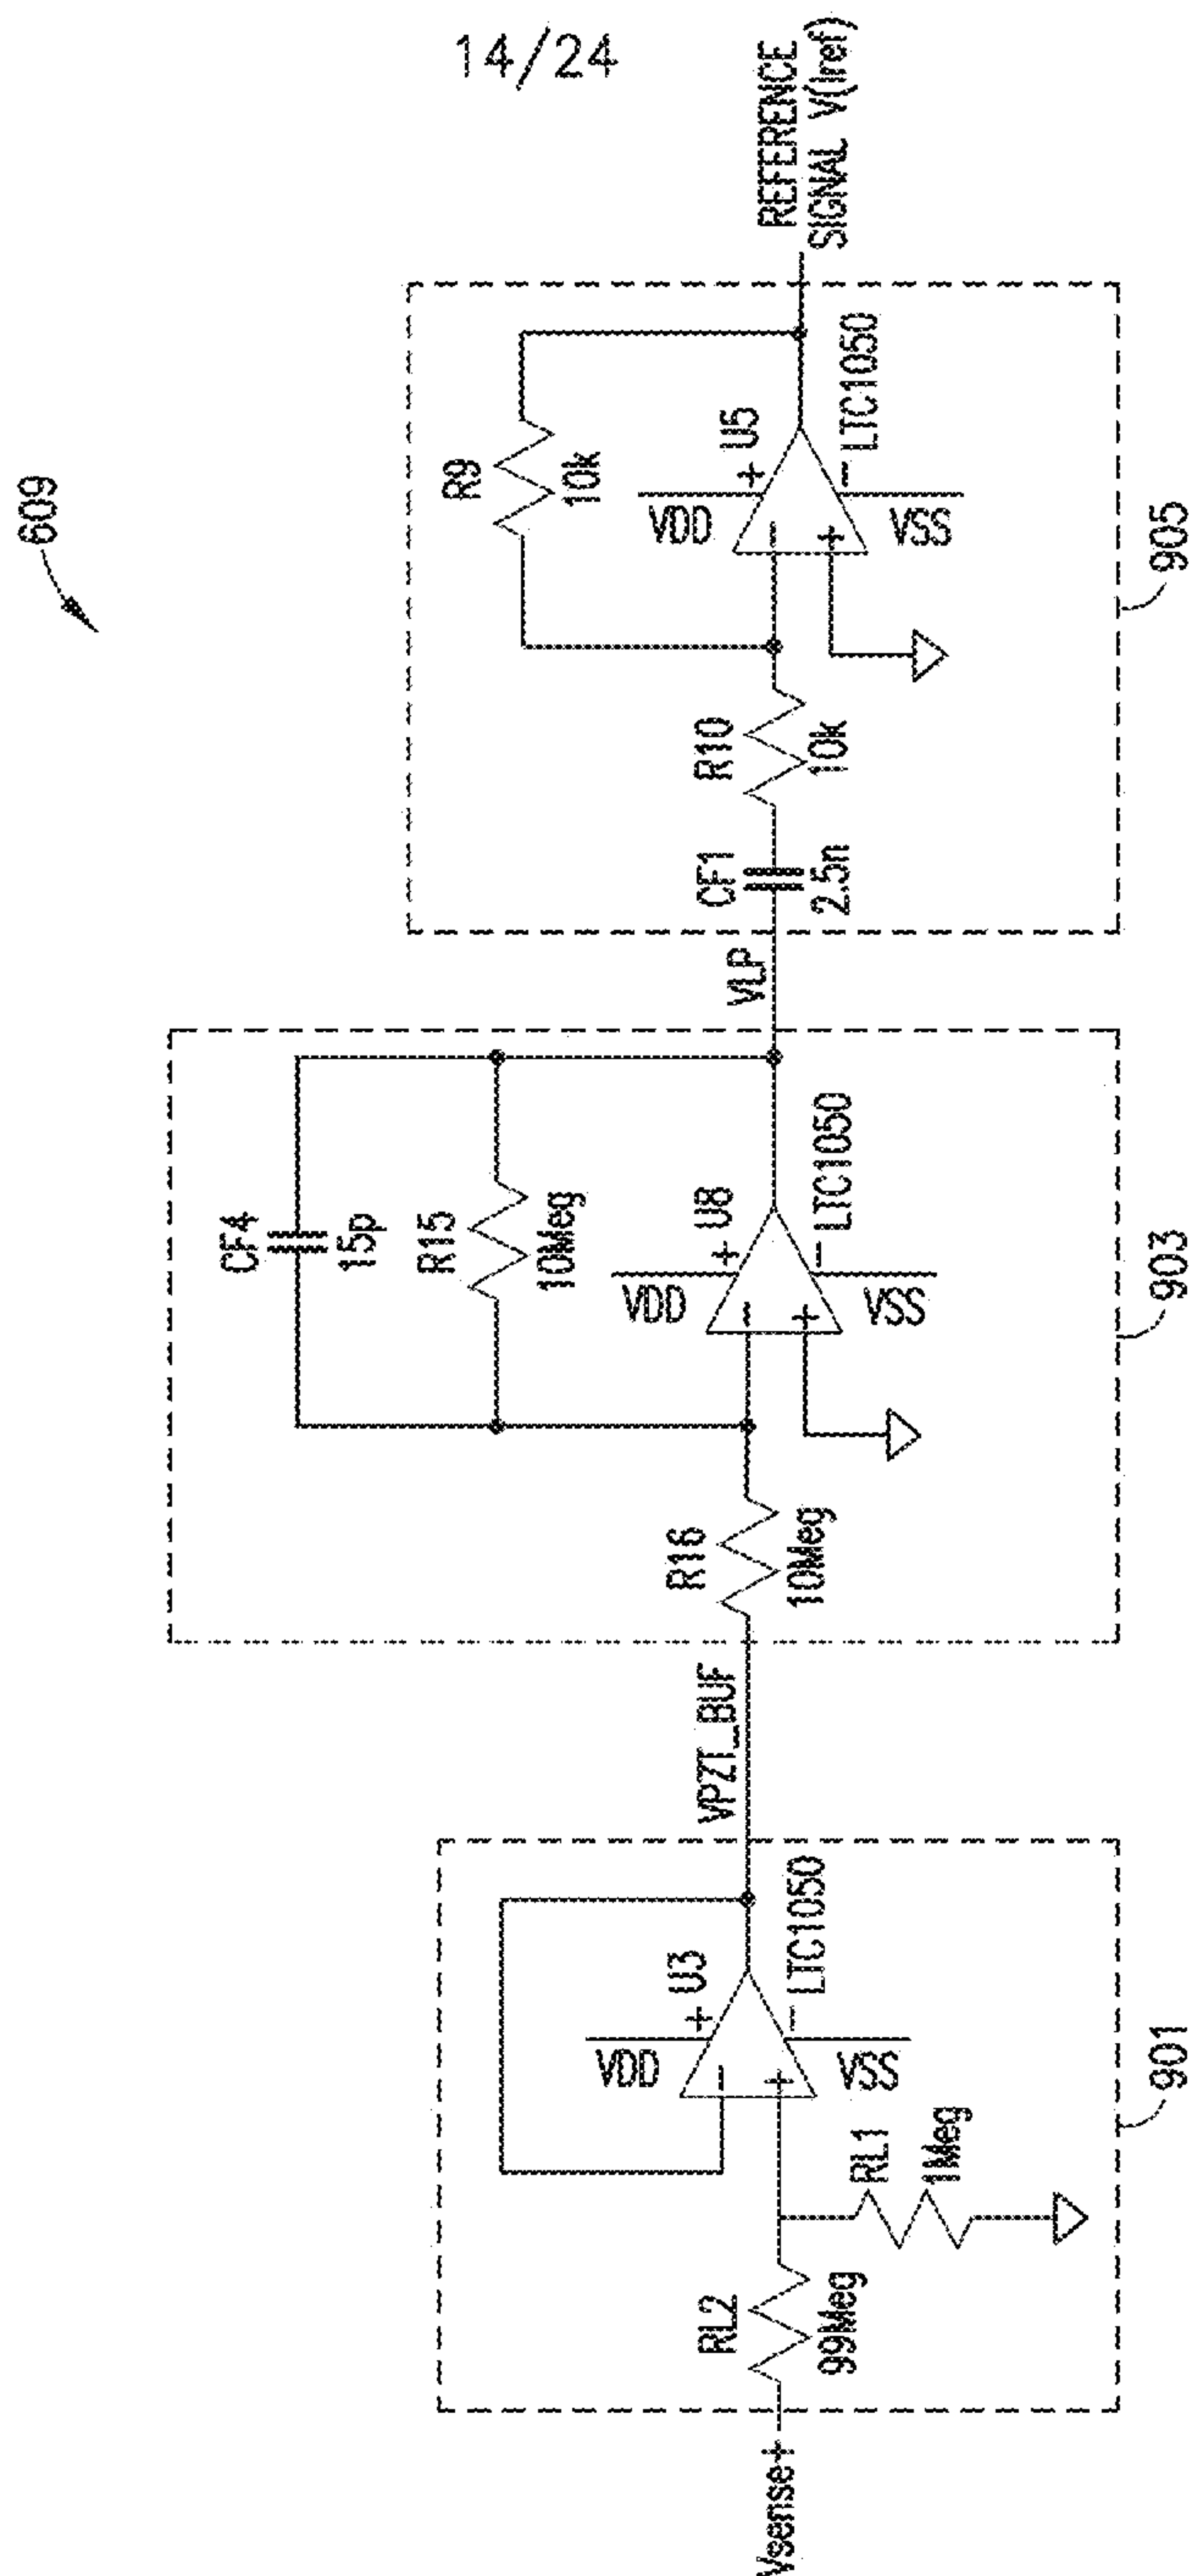 14/24
609
Vsense+
RL2
99Meg
RL1
1Meg
VDD
+
U3
-
+
VSS
-
LTC1050
901
VPZT_BUF
R16
10Meg
CF4
15p
R15
10Meg
VDD
+
U8
-
+
VSS
-
LTC1050
903
VLP
CF1
2.5n
R10
10k
R9
10k
VDD
+
U5
-
+
VSS
-
LTC1050
905
REFERENCE
SIGNAL V(Iref)